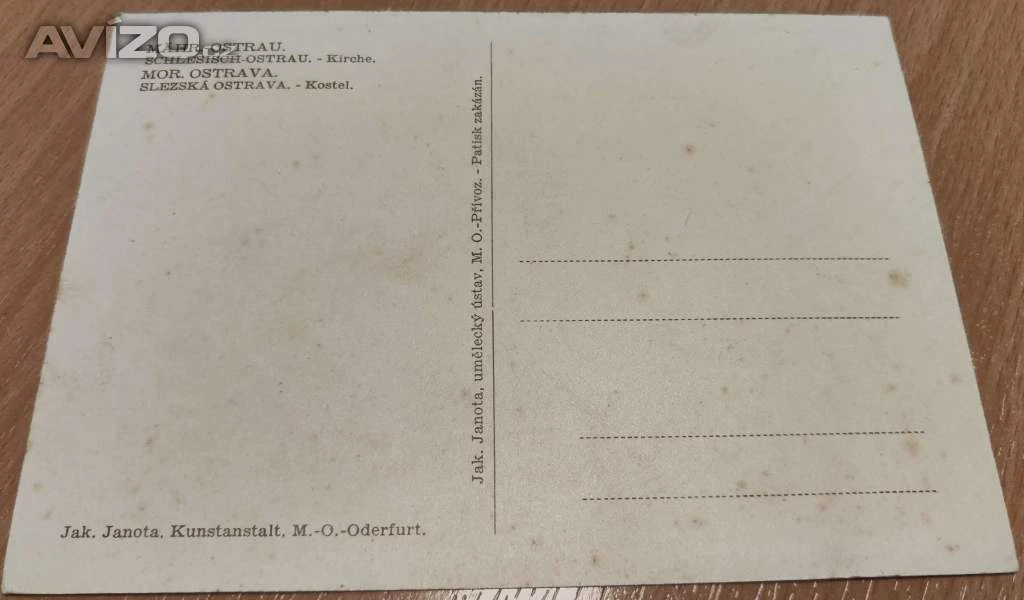 AVIZO.cz
MÄHR.-OSTRAU.
SCHLESISCH-OSTRAU. - Kirche.
MOR. OSTRAVA.
SLEZSKÁ OSTRAVA. - Kostel.
Jak. Janota, umělecký ústav, M. O.-Přívoz. - Patisk zakázán.
Jak. Janota, Kunstanstalt, M.-O.-Oderfurt.